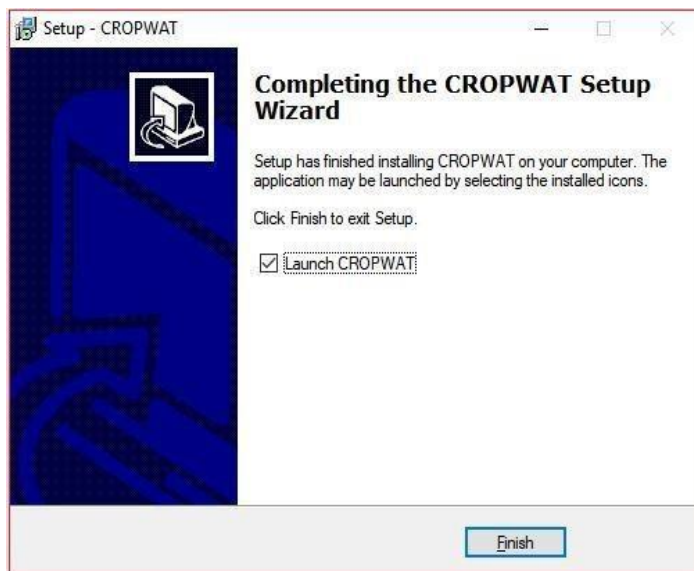 Setup - CROPWAT
Completing the CROPWAT Setup
Wizard
Setup has finished installing CROPWAT on your computer. The
application may be launched by selecting the installed icons.
Click Finish to exit Setup.
Launch CROPWAT
Finish